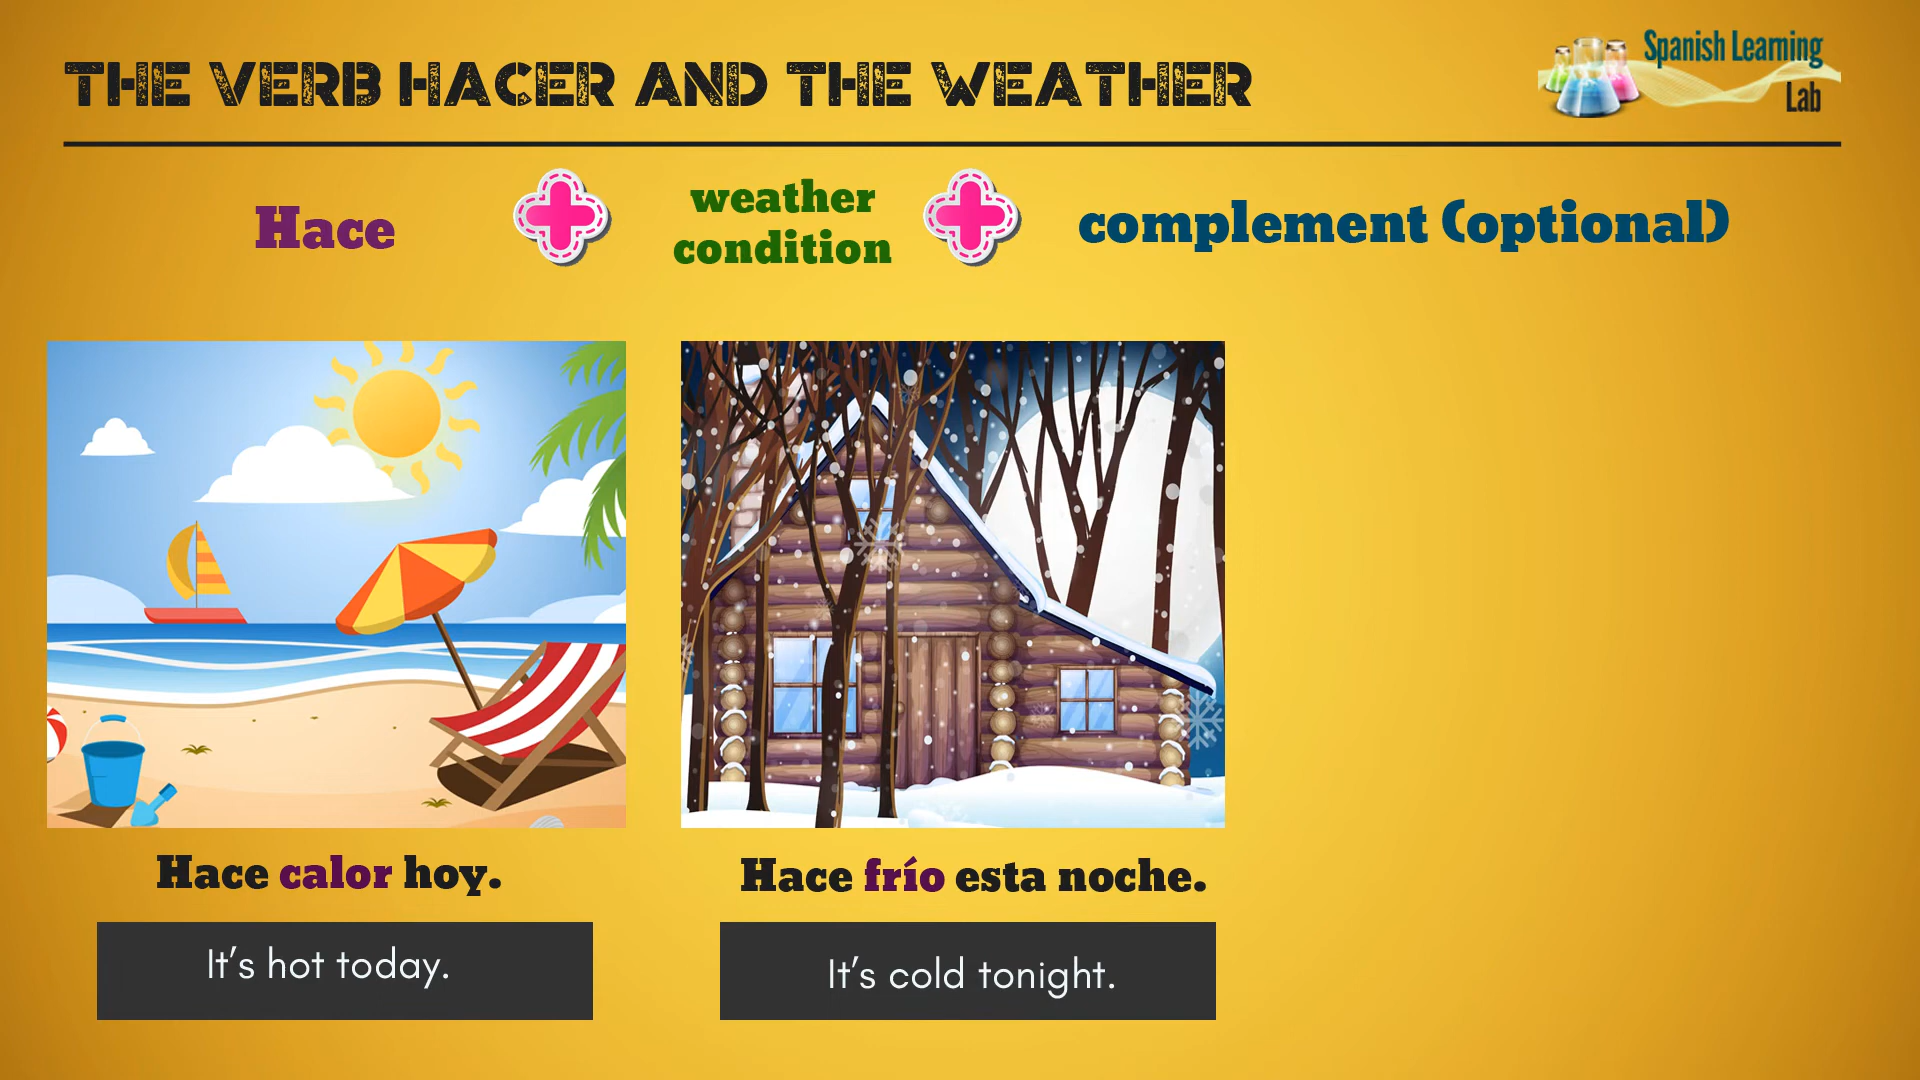 THE VERB HACER AND THE WEATHER
Spanish Learning
Lab
Hace
weather
condition
complement (optional)
Hace calor hoy.
Hace frío esta noche.
It's hot today.
It's cold tonight.